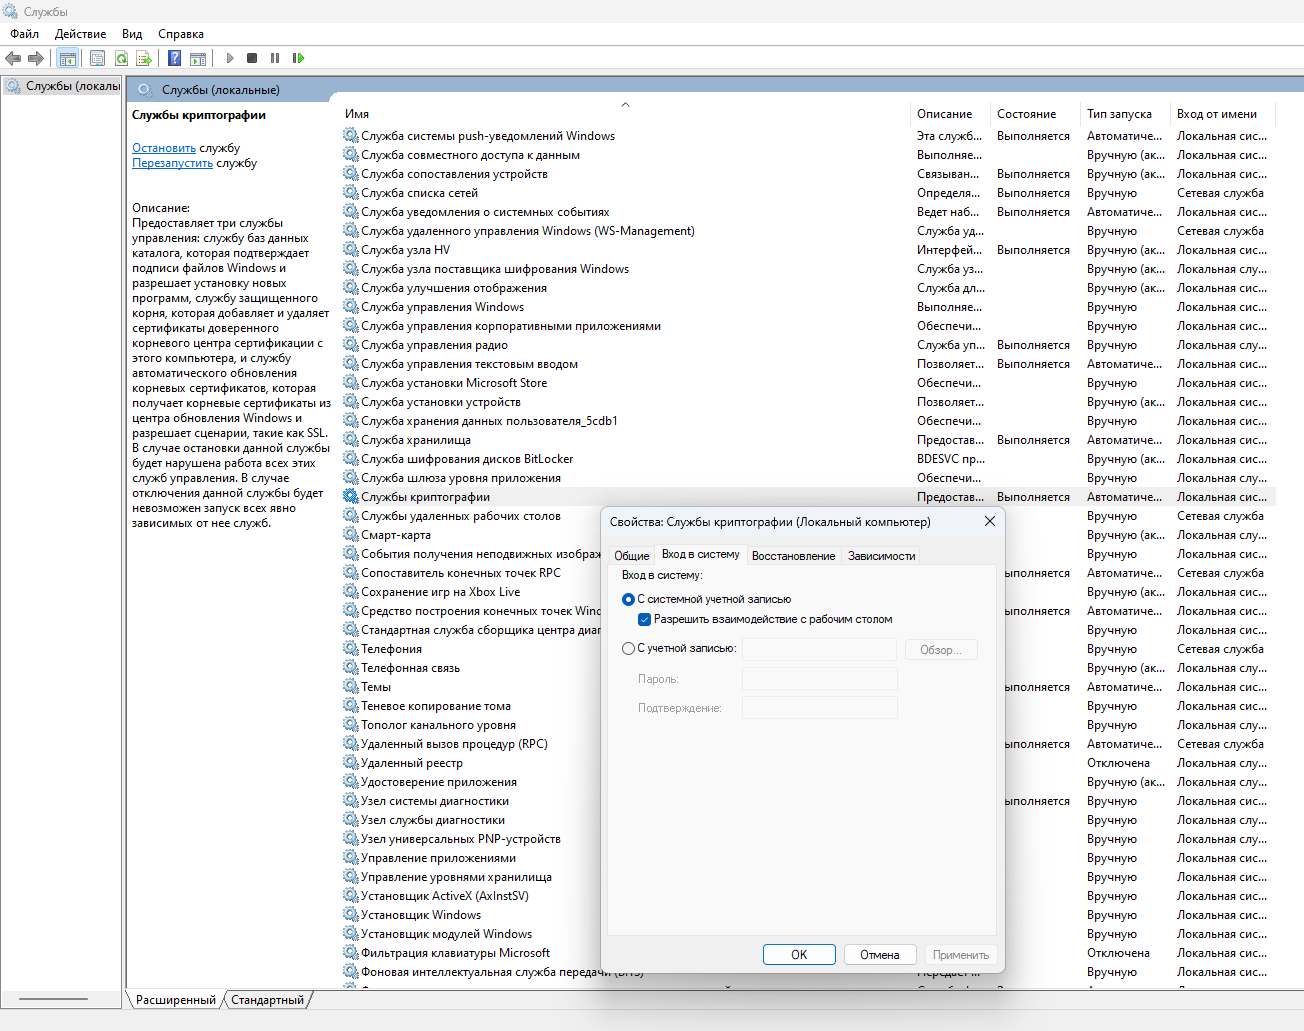 Службы
Файл Действие Вид Справка
Службы (локаль
Службы (локальные)
Службы криптографии
Остановить службу
Перезапустить службу
Описание:
Предоставляет три службы
управления: службу баз данных
каталога, которая подтверждает
подписи файлов Windows и
разрешает установку новых
программ, службу защищенного
корня, которая добавляет и удаляет
сертификаты доверенного
корневого центра сертификации с
этого компьютера, и службу
автоматического обновления
корневых сертификатов, которая
получает корневые сертификаты из
центра обновления Windows и
разрешает сценарии, такие как SSL.
В случае остановки данной службы
будет нарушена работа всех этих
служб управления. В случае
отключения данной службы будет
невозможен запуск всех явно
зависимых от нее служб.
Имя Описание Состояние Тип запуска Вход от имени
Служба системы push-уведомлений Windows Эта служб... Выполняется Автоматиче... Локальная сис...
Служба совместного доступа к данным Выполняе... Вручную (ак... Локальная сис...
Служба сопоставления устройств Связыван... Выполняется Вручную (ак... Локальная сис...
Служба списка сетей Определя... Выполняется Вручную Сетевая служба
Служба уведомления о системных событиях Ведет наб... Выполняется Автоматиче... Локальная сис...
Служба удаленного управления Windows (WS-Management) Служба уд... Вручную Сетевая служба
Служба узла HV Интерфей... Выполняется Вручную (ак... Локальная сис...
Служба узла поставщика шифрования Windows Служба уз... Вручную (ак... Локальная слу...
Служба улучшения отображения Служба дл... Вручную (ак... Локальная сис...
Служба управления Windows Выполняе... Вручную Локальная сис...
Служба управления корпоративными приложениями Обеспечи... Вручную Локальная сис...
Служба управления радио Служба уп... Выполняется Вручную Локальная слу...
Служба управления текстовым вводом Позволяет... Выполняется Автоматиче... Локальная сис...
Служба установки Microsoft Store Обеспечи... Вручную Локальная сис...
Служба установки устройств Позволяет... Вручную (ак... Локальная сис...
Служба хранения данных пользователя_5cdb1 Обеспечи... Вручную Локальная сис...
Служба хранилища Предостав... Выполняется Автоматиче... Локальная сис...
Служба шифрования дисков BitLocker BDESVC пр... Вручную (ак... Локальная сис...
Служба шлюза уровня приложения Обеспечи... Вручную Локальная слу...
Службы криптографии Предостав... Выполняется Автоматиче... Локальная сис...
Службы удаленных рабочих столов Вручную Сетевая служба
Смарт-карта Вручную (ак... Локальная слу...
События получения неподвижных изображ Вручную Локальная сис...
Сопоставитель конечных точек RPC ыполняется Автоматиче... Сетевая служба
Сохранение игр на Xbox Live Вручную (ак... Локальная сис...
Средство построения конечных точек Winc ыполняется Автоматиче... Локальная сис...
Стандартная служба сборщика центра диаг Вручную Локальная сис...
Телефония Вручную Сетевая служба
Телефонная связь Вручную (ак... Локальная слу...
Темы ыполняется Автоматиче... Локальная сис...
Теневое копирование тома Вручную Локальная сис...
Тополог канального уровня Вручную Локальная слу...
Удаленный вызов процедур (RPC) ыполняется Автоматиче... Сетевая служба
Удаленный реестр Отключена Локальная слу...
Удостоверение приложения Вручную (ак... Локальная слу...
Узел системы диагностики ыполняется Вручную Локальная сис...
Узел службы диагностики Вручную Локальная слу...
Узел универсальных PNP-устройств Вручную Локальная слу...
Управление приложениями Вручную Локальная сис...
Управление уровнями хранилища Вручную Локальная сис...
Установщик ActiveX (AxInstSV) Вручную Локальная сис...
Установщик Windows Вручную Локальная сис...
Установщик модулей Windows Вручную Локальная сис...
Фильтрация клавиатуры Microsoft Отключена Локальная сис...
Фоновая интеллектуальная служба передачи (BITS) Передает Вручную Локальная сис...
Свойства: Службы криптографии (Локальный компьютер)
Общие Вход в систему Восстановление Зависимости
Вход в систему:
С системной учетной записью
Разрешить взаимодействие с рабочим столом
С учетной записью: Обзор...
Пароль:
Подтверждение:
ОК Отмена Применить
Расширенный Стандартный